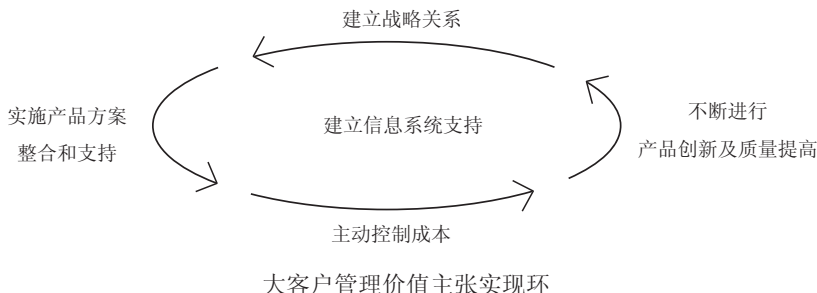 建立战略关系
实施产品方案
整合和支持
建立信息系统支持
不断进行
产品创新及质量提高
主动控制成本
大客户管理价值主张实现环